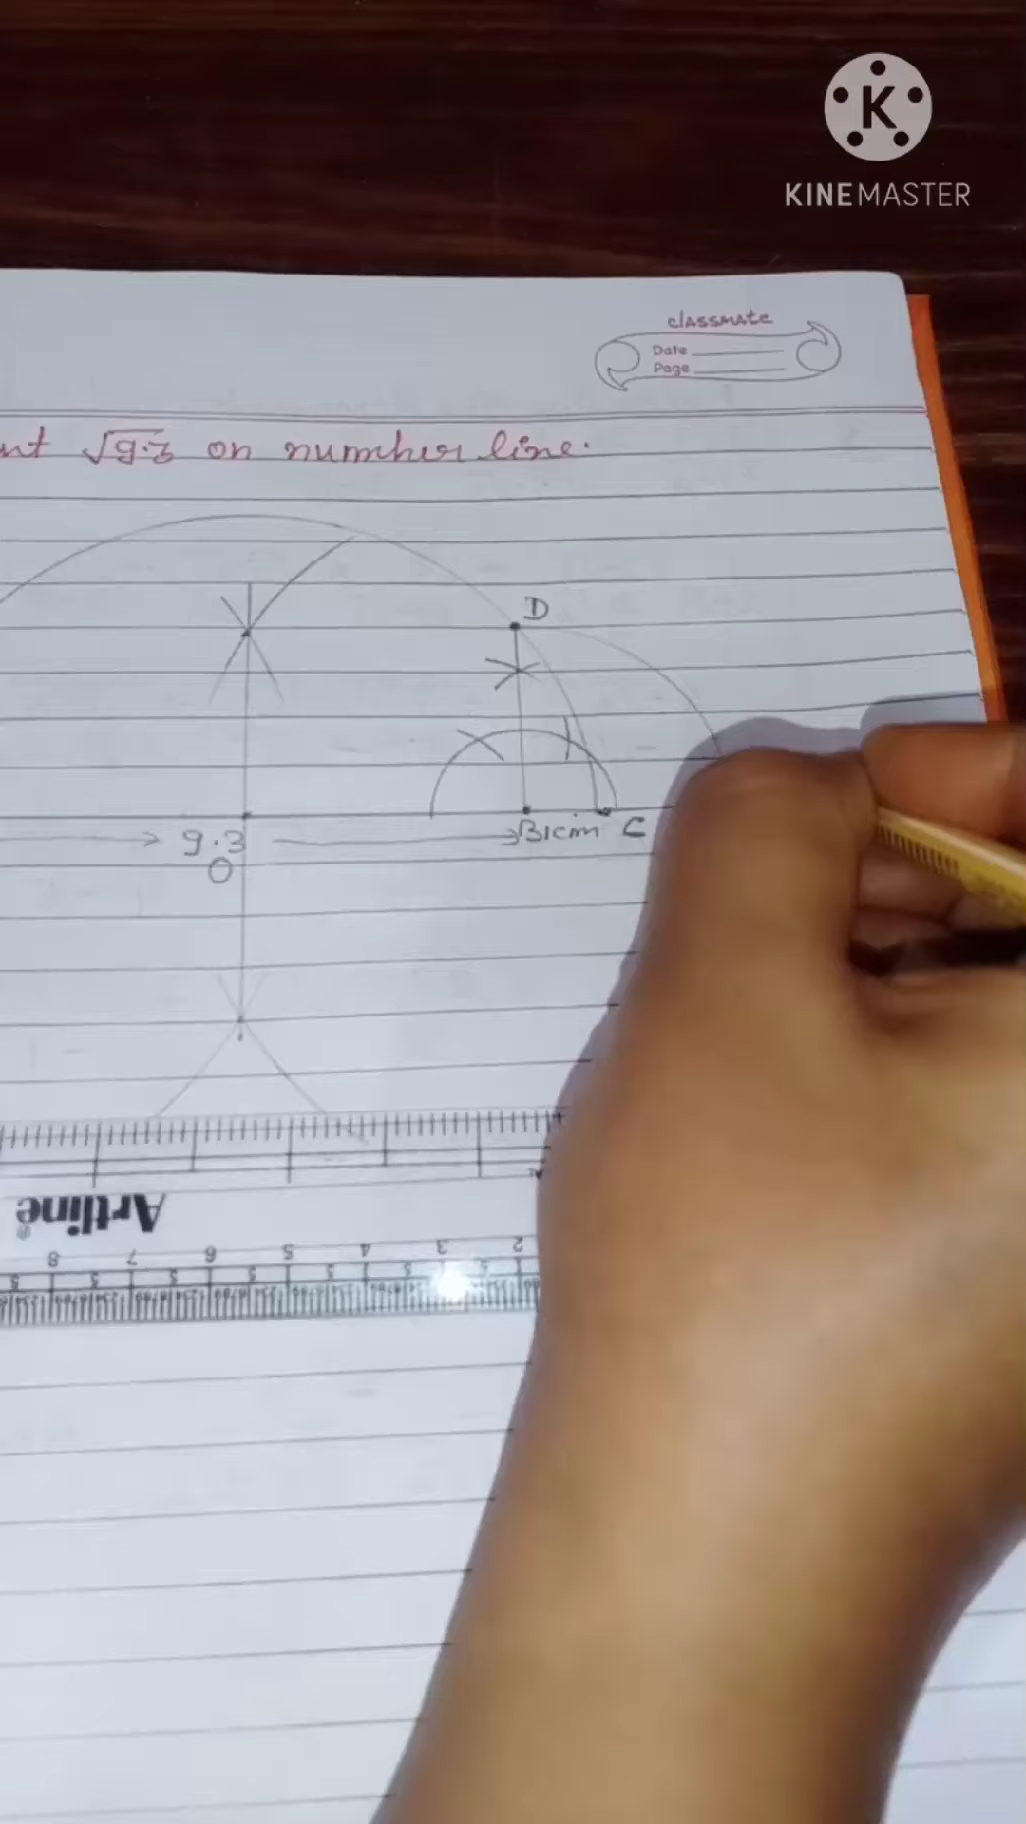 KINEMASTER
classmate
Date
Page
nt √9.3 on number line.
D
9.3
B 1cm C
O
Artline
8 7 6 5 4 3 2